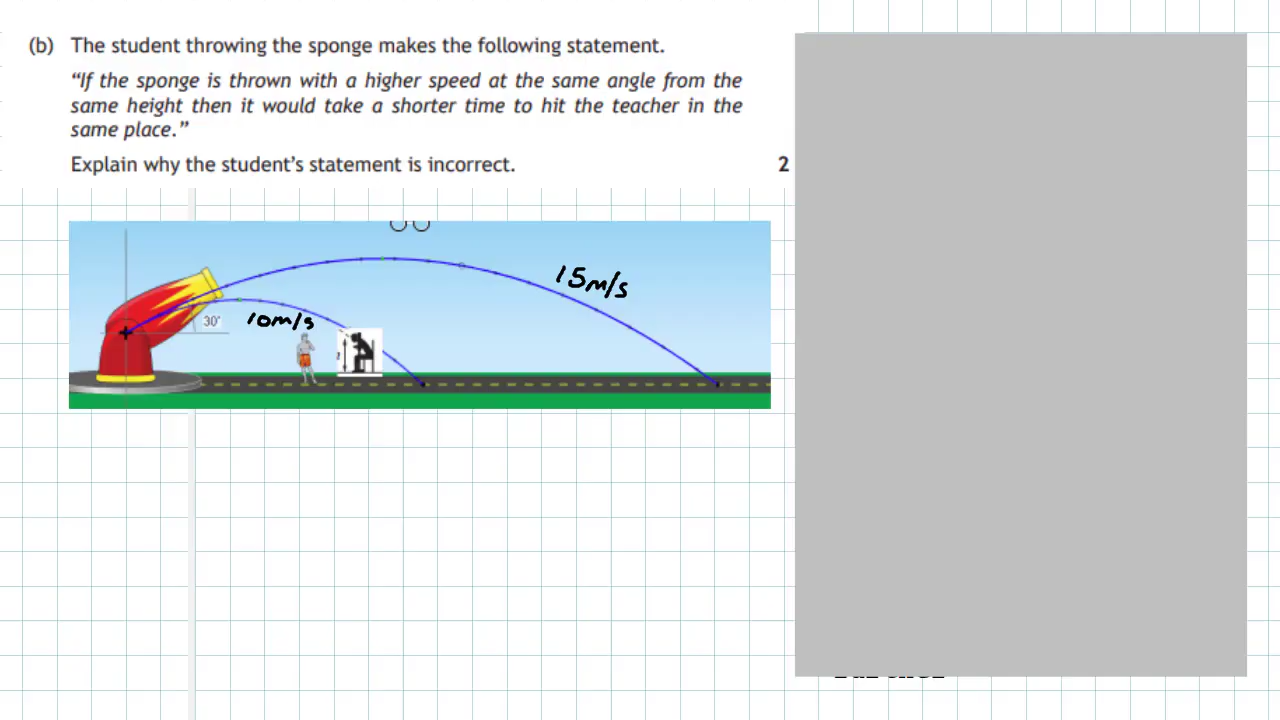 (b) The student throwing the sponge makes the following statement.
“If the sponge is thrown with a higher speed at the same angle from the
same height then it would take a shorter time to hit the teacher in the
same place.”
Explain why the student’s statement is incorrect. 2
15m/s
10m/s
30°